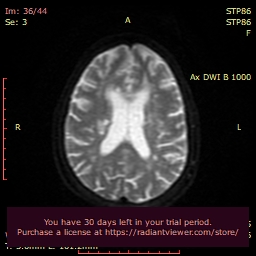 Im: 36/44
Se: 3
A
STP86
STP86
F
Ax DWI B 1000
R
L
You have 30 days left in your trial period.
Purchase a license at https://radiantviewer.com/store/